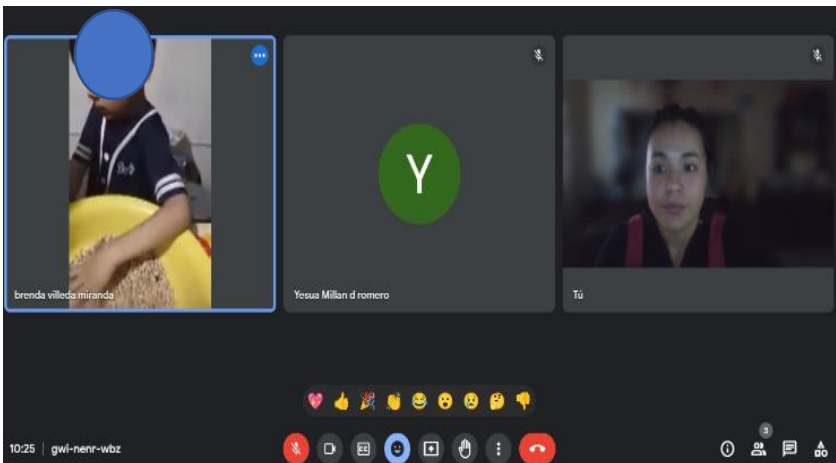 Y
brenda villeda miranda
Yesua Millan d romero
Tú
3
10:25 | gwi-nenr-wbz